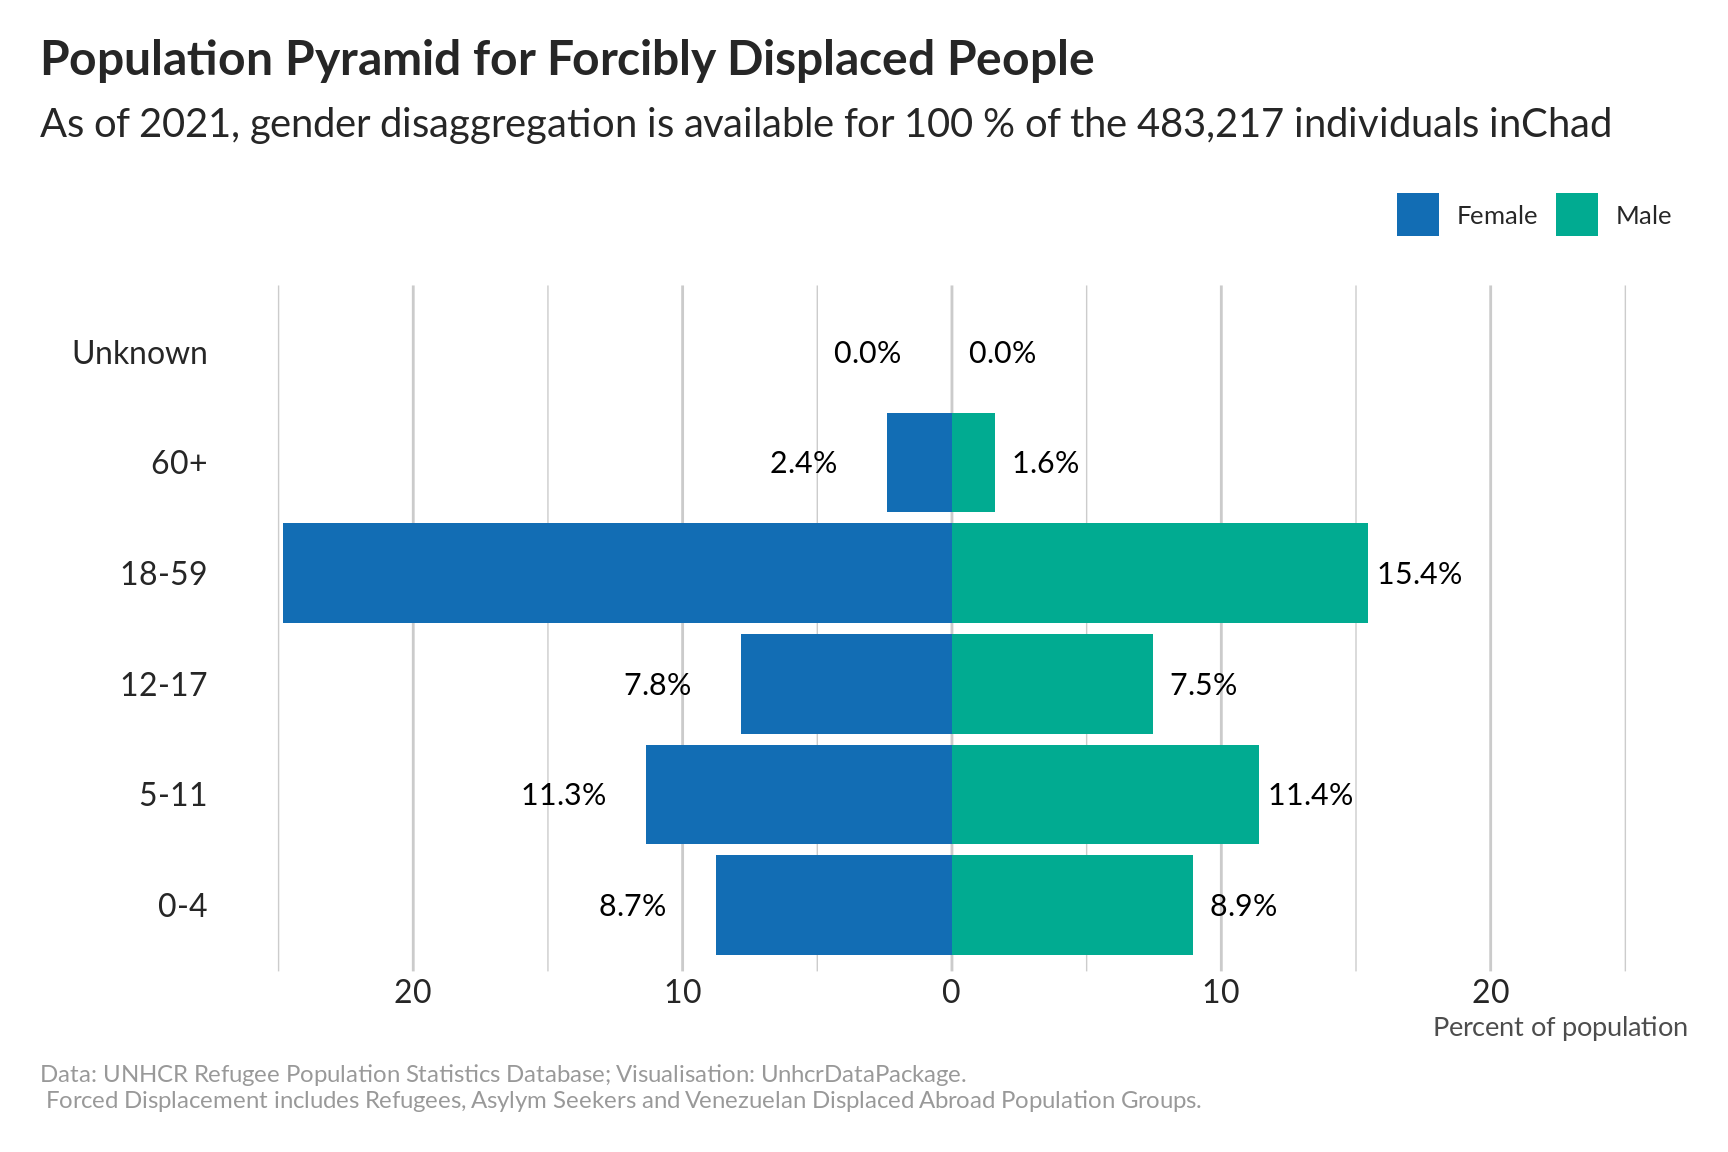 Population Pyramid for Forcibly Displaced People
As of 2021, gender disaggregation is available for 100 % of the 483,217 individuals inChad
Female Male
Unknown 0.0% 0.0%
60+ 2.4% 1.6%
18-59 15.4%
12-17 7.8% 7.5%
5-11 11.3% 11.4%
0-4 8.7% 8.9%
20 10 0 10 20
Percent of population
Data: UNHCR Refugee Population Statistics Database; Visualisation: UnhcrDataPackage.
Forced Displacement includes Refugees, Asylym Seekers and Venezuelan Displaced Abroad Population Groups.